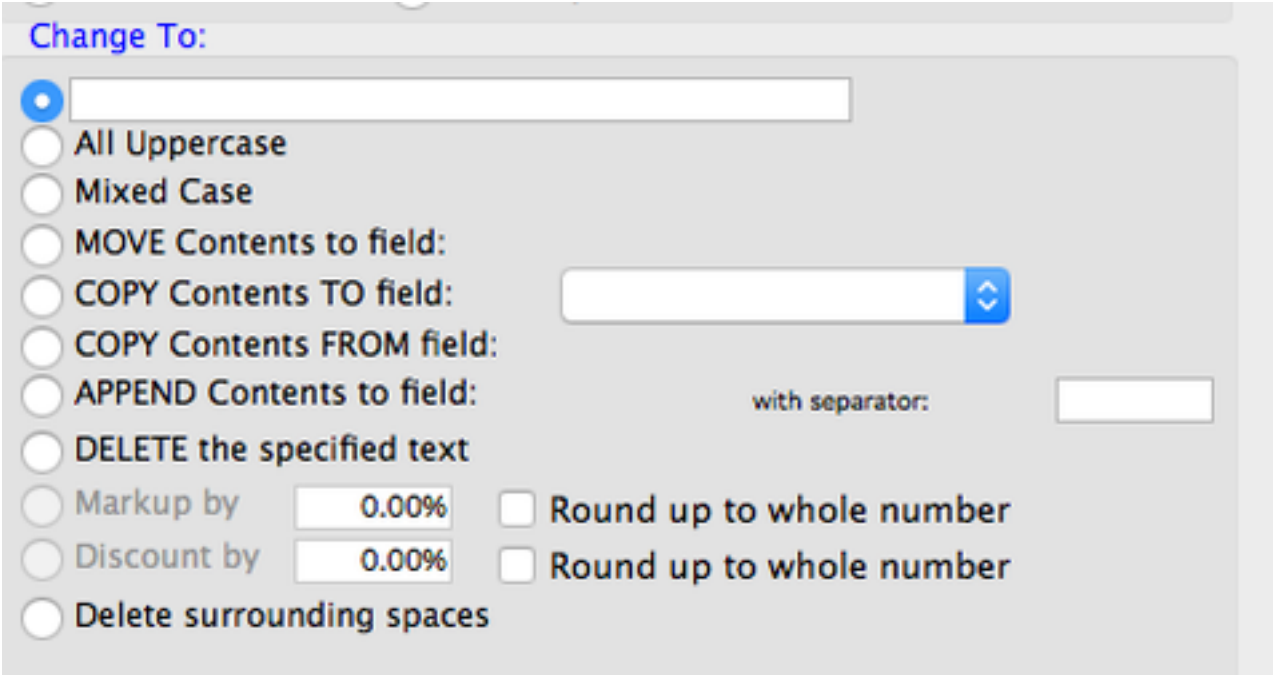 Change To:
All Uppercase
Mixed Case
MOVE Contents to field:
COPY Contents TO field:
COPY Contents FROM field:
APPEND Contents to field: with separator:
DELETE the specified text
Markup by 0.00% Round up to whole number
Discount by 0.00% Round up to whole number
Delete surrounding spaces